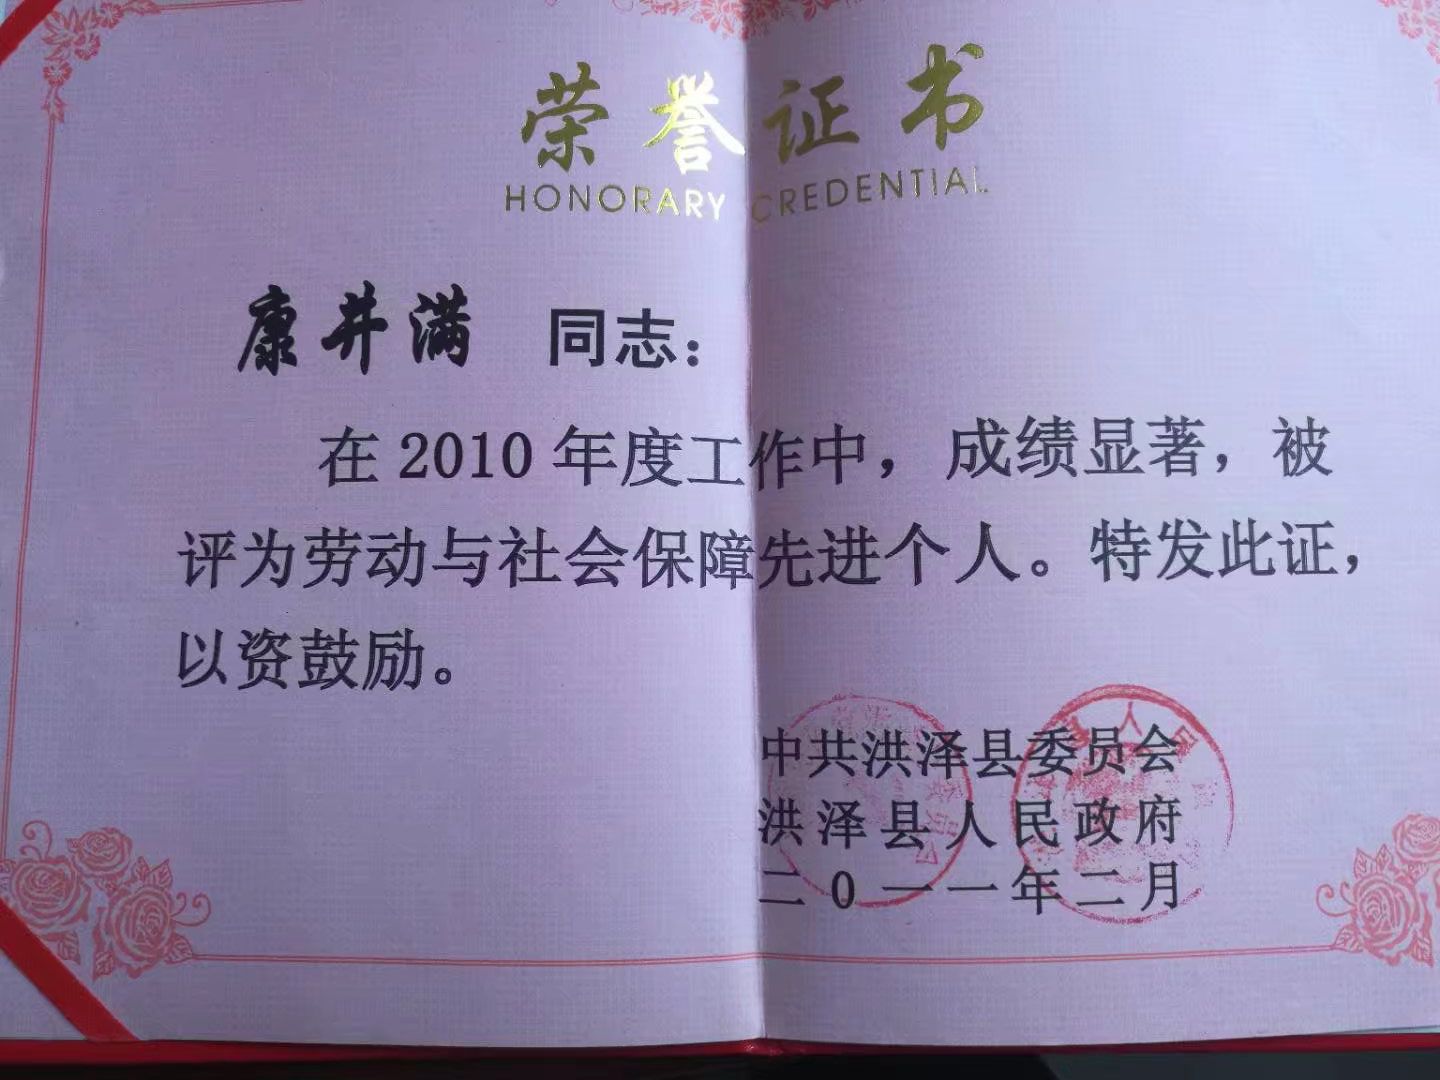 荣誉证书
HONORARY CREDENTIAL
康井满 同志：
在2010年度工作中，成绩显著，被
评为劳动与社会保障先进个人。特发此证，
以资鼓励。
中共洪泽县委员会
洪泽县人民政府
二0一一年二月